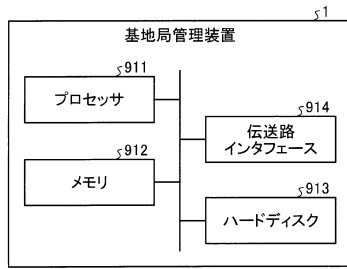 1
基地局管理装置
911
プロセッサ
912
メモリ
914
伝送路
インタフェース
913
ハードディスク